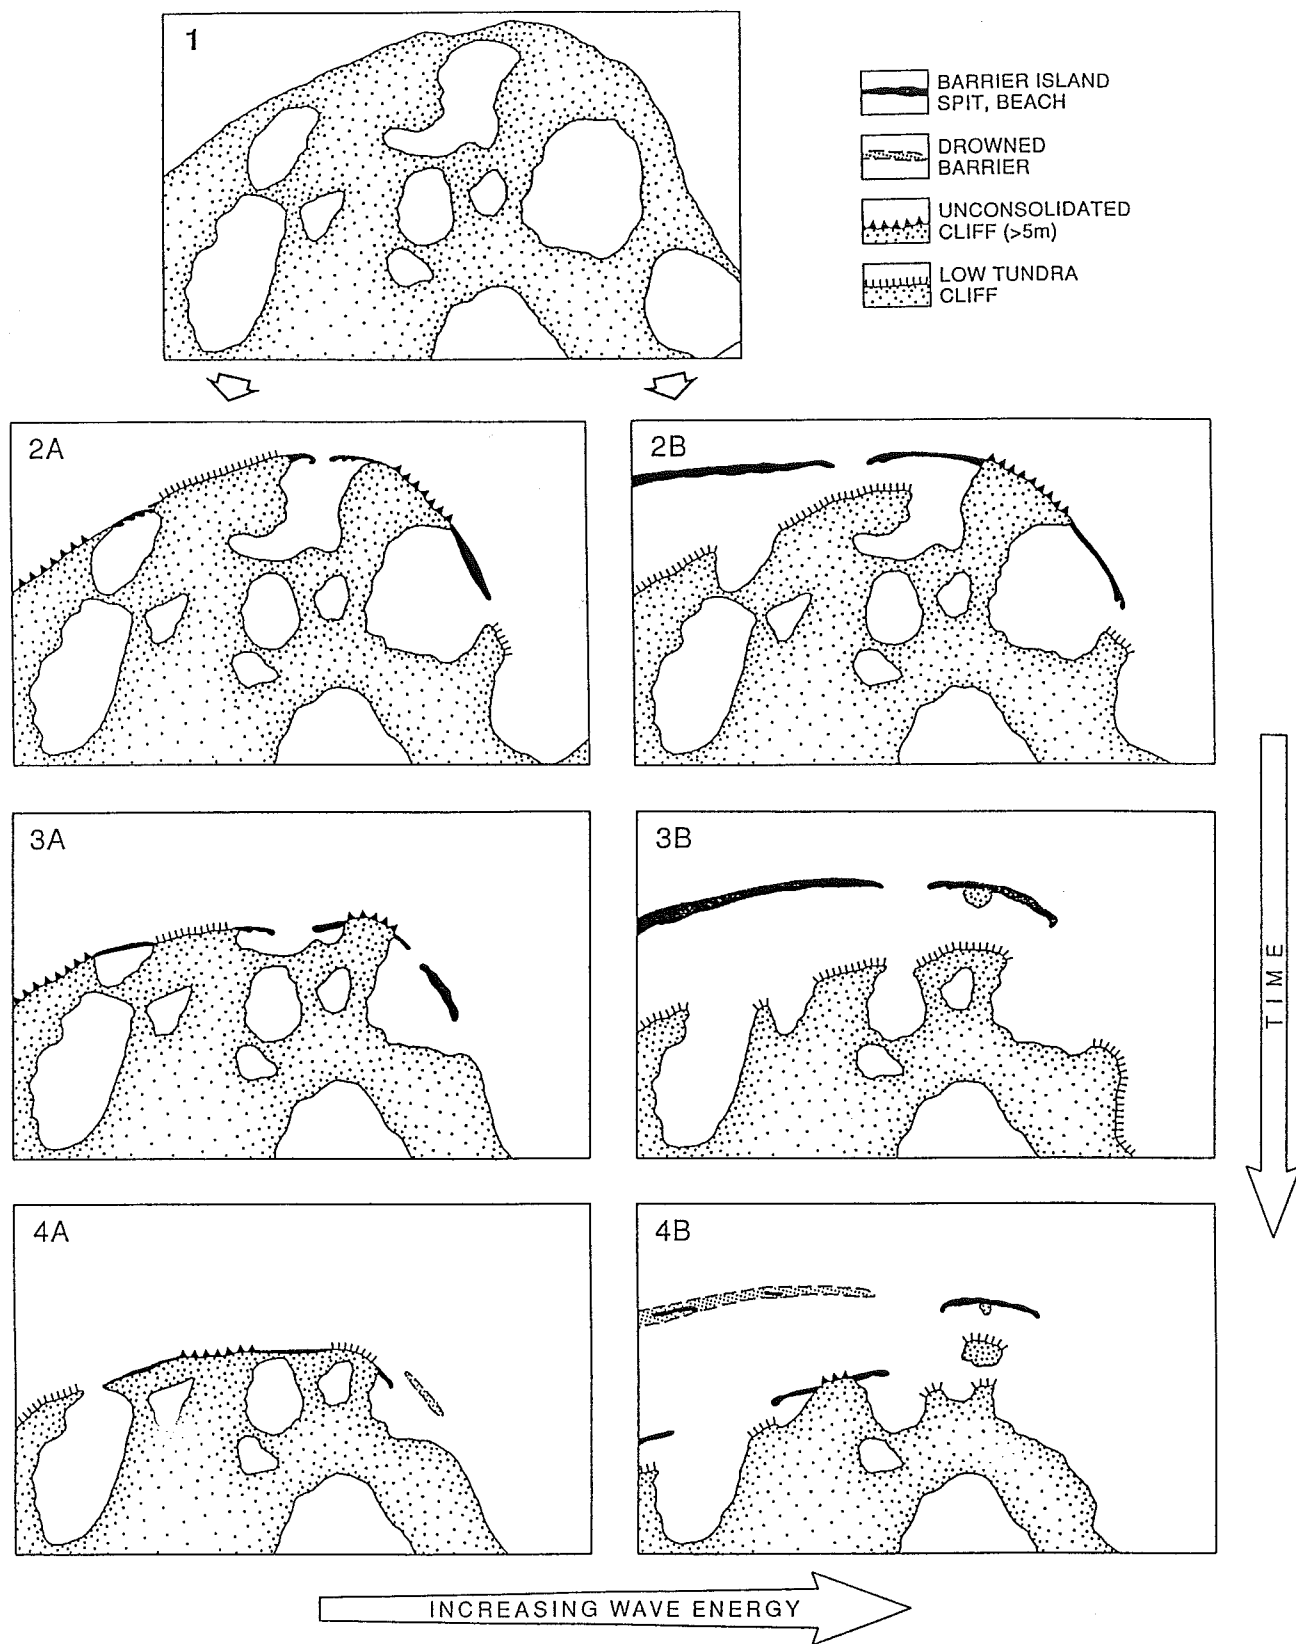 1
BARRIER ISLAND
SPIT, BEACH
DROWNED
BARRIER
UNCONSOLIDATED
CLIFF (>5m)
LOW TUNDRA
CLIFF
2A
2B
3A
3B
4A
4B
TIME
INCREASING WAVE ENERGY